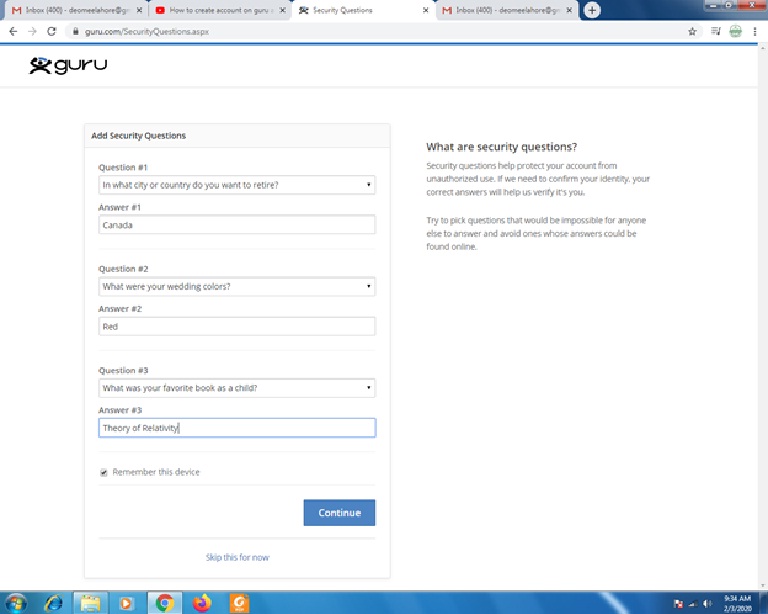 Inbox (400) - deomeelahore@g
How to create account on guru
Security Questions
Inbox (400) - deomeelahore@g
guru.com/SecurityQuestions.aspx
guru
Add Security Questions
Question #1
In what city or country do you want to retire?
Answer #1
Canada
Question #2
What were your wedding colors?
Answer #2
Red
Question #3
What was your favorite book as a child?
Answer #3
Theory of Relativity
Remember this device
Continue
Skip this for now
What are security questions?
Security questions help protect your account from
unauthorized use. If we need to confirm your identity, your
correct answers will help us verify it's you.
Try to pick questions that would be impossible for anyone
else to answer and avoid ones whose answers could be
found online.
9:34 AM
2/3/2020